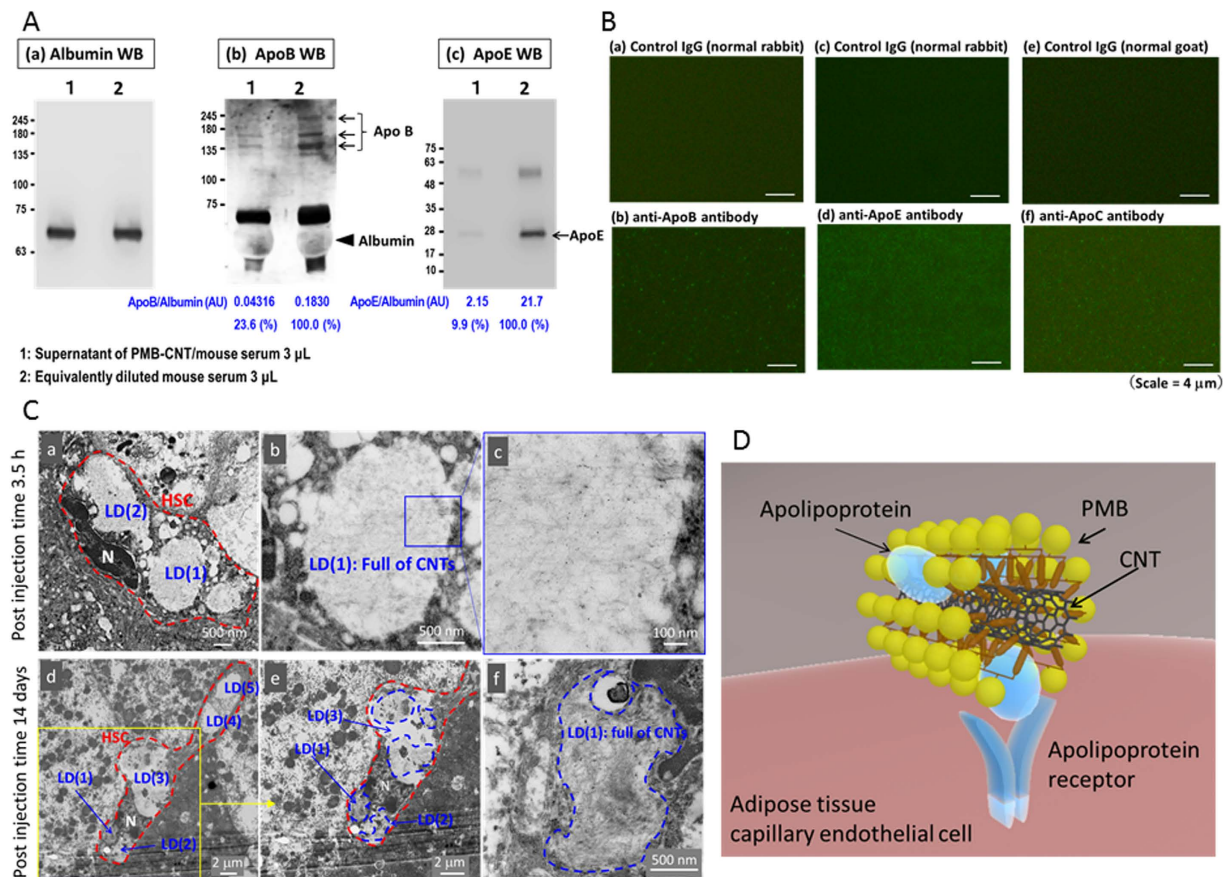 A
(a) Albumin WB
1 2
245
180
135
100
75
63
(b) ApoB WB
1 2
245
180
135
100
75
Apo B
Albumin
(c) ApoE WB
1 2
75
63
48
35
28
17
10
ApoE
ApoB/Albumin (AU) 0.04316 0.1830
23.6 (%) 100.0 (%)
ApoE/Albumin (AU) 2.15 21.7
9.9 (%) 100.0 (%)
1: Supernatant of PMB-CNT/mouse serum 3 μL
2: Equivalently diluted mouse serum 3 μL
B
(a) Control IgG (normal rabbit)
(c) Control IgG (normal rabbit)
(e) Control IgG (normal goat)
(b) anti-ApoB antibody
(d) anti-ApoE antibody
(f) anti-ApoC antibody
(Scale = 4 μm)
C
Post injection time 3.5 h
a
HSC
LD(2)
N
LD(1)
500 nm
b
LD(1): Full of CNTs
500 nm
c
100 nm
Post injection time 14 days
d
LD(5)
LD(4)
HSC
LD(3)
LD(1)
N
LD(2)
2 μm
e
LD(3)
LD(1)
N
LD(2)
2 μm
f
LD(1): full of CNTs
500 nm
D
Apolipoprotein
PMB
CNT
Apolipoprotein
receptor
Adipose tissue
capillary endothelial cell